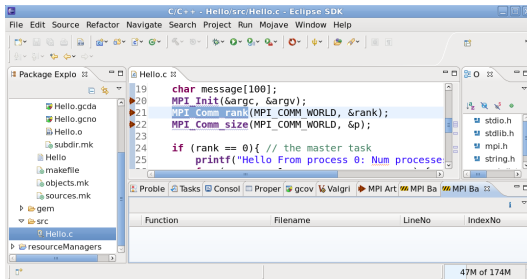 C/C++ - Hello/src/Hello.c - Eclipse SDK
File Edit Source Refactor Navigate Search Project Run Mojave Window Help
Package Explo
Hello.gcda
Hello.gcno
Hello.o
subdir.mk
Hello
makefile
objects.mk
sources.mk
gem
src
Hello.c
resourceManagers
Hello.c
19 char message[100];
20 MPI_Init(&argc, &argv);
21 MPI_Comm_rank(MPI_COMM_WORLD, &rank);
22 MPI_Comm_size(MPI_COMM_WORLD, &p);
23
24 if (rank == 0){ // the master task
25 printf("Hello From process 0: Num processe
O
stdio.h
stdlib.h
mpi.h
string.h
Proble Tasks Consol Proper gcov Valgri MPI Art MPI Ba MPI Ba
Function Filename LineNo IndexNo
47M of 174M